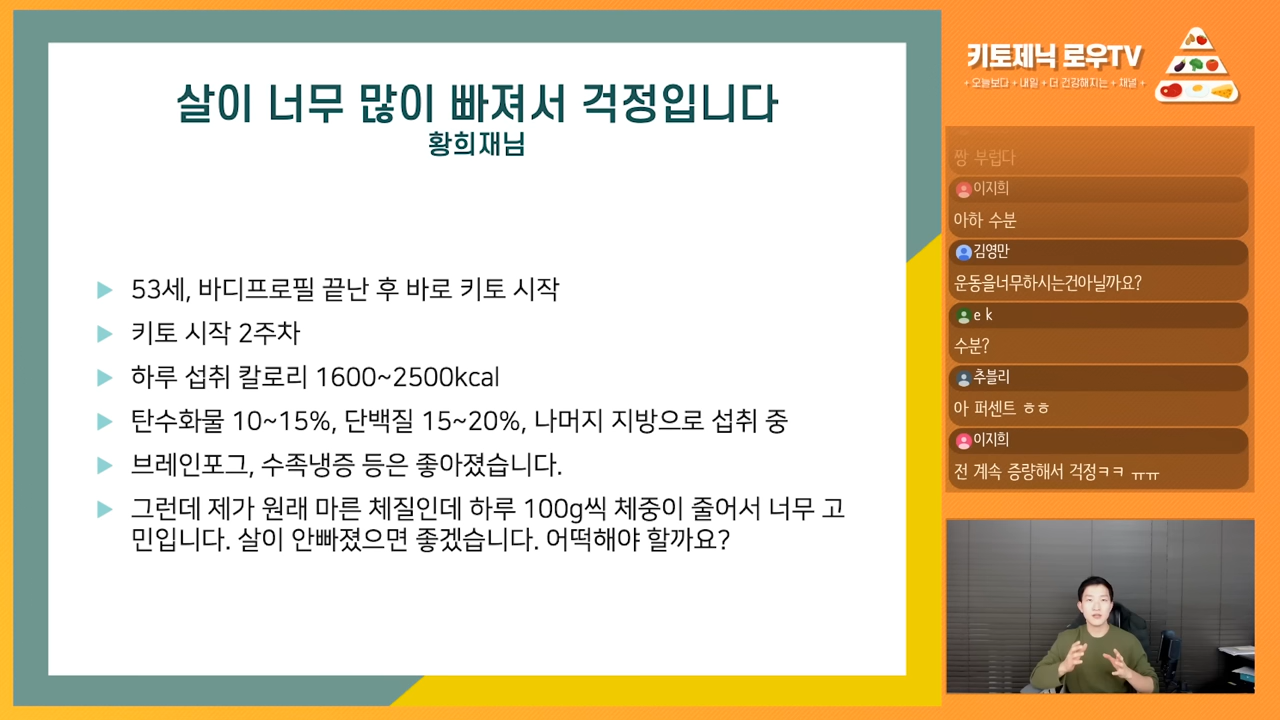 살이 너무 많이 빠져서 걱정입니다
황희재님
53세, 바디프로필 끝난 후 바로 키토 시작
키토 시작 2주차
하루 섭취 칼로리 1600~2500kcal
탄수화물 10~15%, 단백질 15~20%, 나머지 지방으로 섭취 중
브레인포그, 수족냉증 등은 좋아졌습니다.
그런데 제가 원래 마른 체질인데 하루 100g씩 체중이 줄어서 너무 고
민입니다. 살이 안빠졌으면 좋겠습니다. 어떡해야 할까요?
키토제닉 로우TV
+ 오늘보다 + 내일 + 더 건강해지는 + 채널 +
짱 부럽다
이지희
아하 수분
김영만
운동을너무하시는건아닐까요?
e k
수분?
추블리
아 퍼센트 ㅎㅎ
이지희
전 계속 증량해서 걱정ㅋㅋ ㅠㅠ